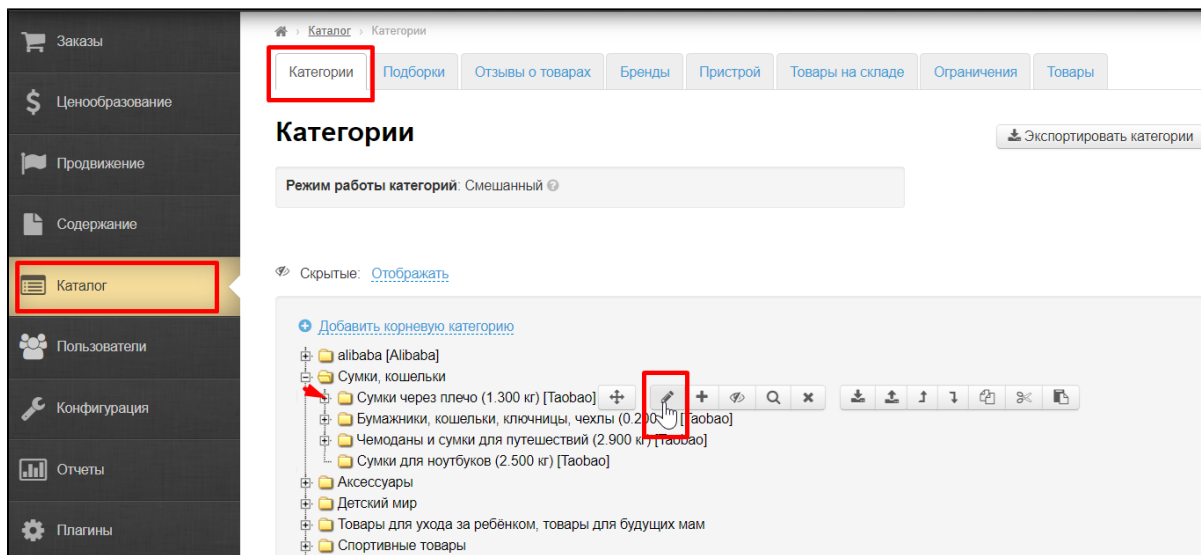 Заказы
Ценообразование
Продвижение
Содержание
Каталог
Пользователи
Конфигурация
Отчеты
Плагины
Каталог Категории
Категории Подборки Отзывы о товарах Бренды Пристрой Товары на складе Ограничения Товары
Категории
Экспортировать категории
Режим работы категорий: Смешанный
Скрытые: Отображать
Добавить корневую категорию
alibaba [Alibaba]
Сумки, кошельки
Сумки через плечо (1.300 кг) [Taobao]
Бумажники, кошельки, ключницы, чехлы (0.200 [Taobao]
Чемоданы и сумки для путешествий (2.900 кг) [Taobao]
Сумки для ноутбуков (2.500 кг) [Taobao]
Аксессуары
Детский мир
Товары для ухода за ребёнком, товары для будущих мам
Спортивные товары